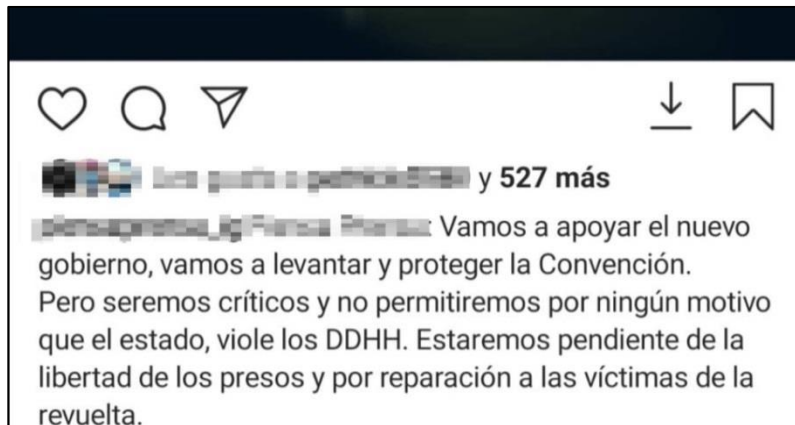 y 527 más
: Vamos a apoyar el nuevo
gobierno, vamos a levantar y proteger la Convención.
Pero seremos críticos y no permitiremos por ningún motivo
que el estado, viole los DDHH. Estaremos pendiente de la
libertad de los presos y por reparación a las víctimas de la
revuelta.